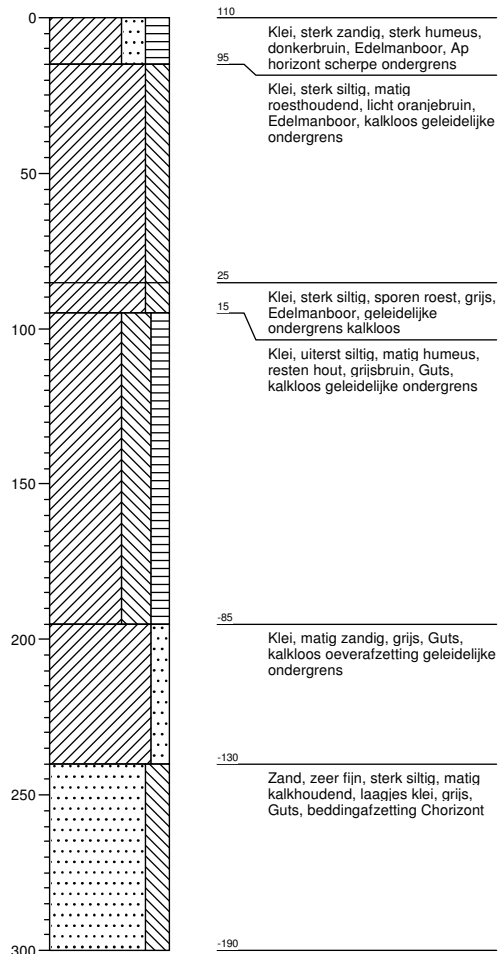 0
110
Klei, sterk zandig, sterk humeus,
donkerbruin, Edelmanboor, Ap
horizont scherpe ondergrens
95
Klei, sterk siltig, matig
roesthoudend, licht oranjebruin,
Edelmanboor, kalkloos geleidelijke
ondergrens
50
25
Klei, sterk siltig, sporen roest, grijs,
Edelmanboor, geleidelijke
ondergrens kalkloos
15
100
Klei, uiterst siltig, matig humeus,
resten hout, grijsbruin, Guts,
kalkloos geleidelijke ondergrens
150
-85
200
Klei, matig zandig, grijs, Guts,
kalkloos oeverafzetting geleidelijke
ondergrens
-130
Zand, zeer fijn, sterk siltig, matig
kalkhoudend, laagjes klei, grijs,
Guts, beddingafzetting Chorizont
250
-190
300